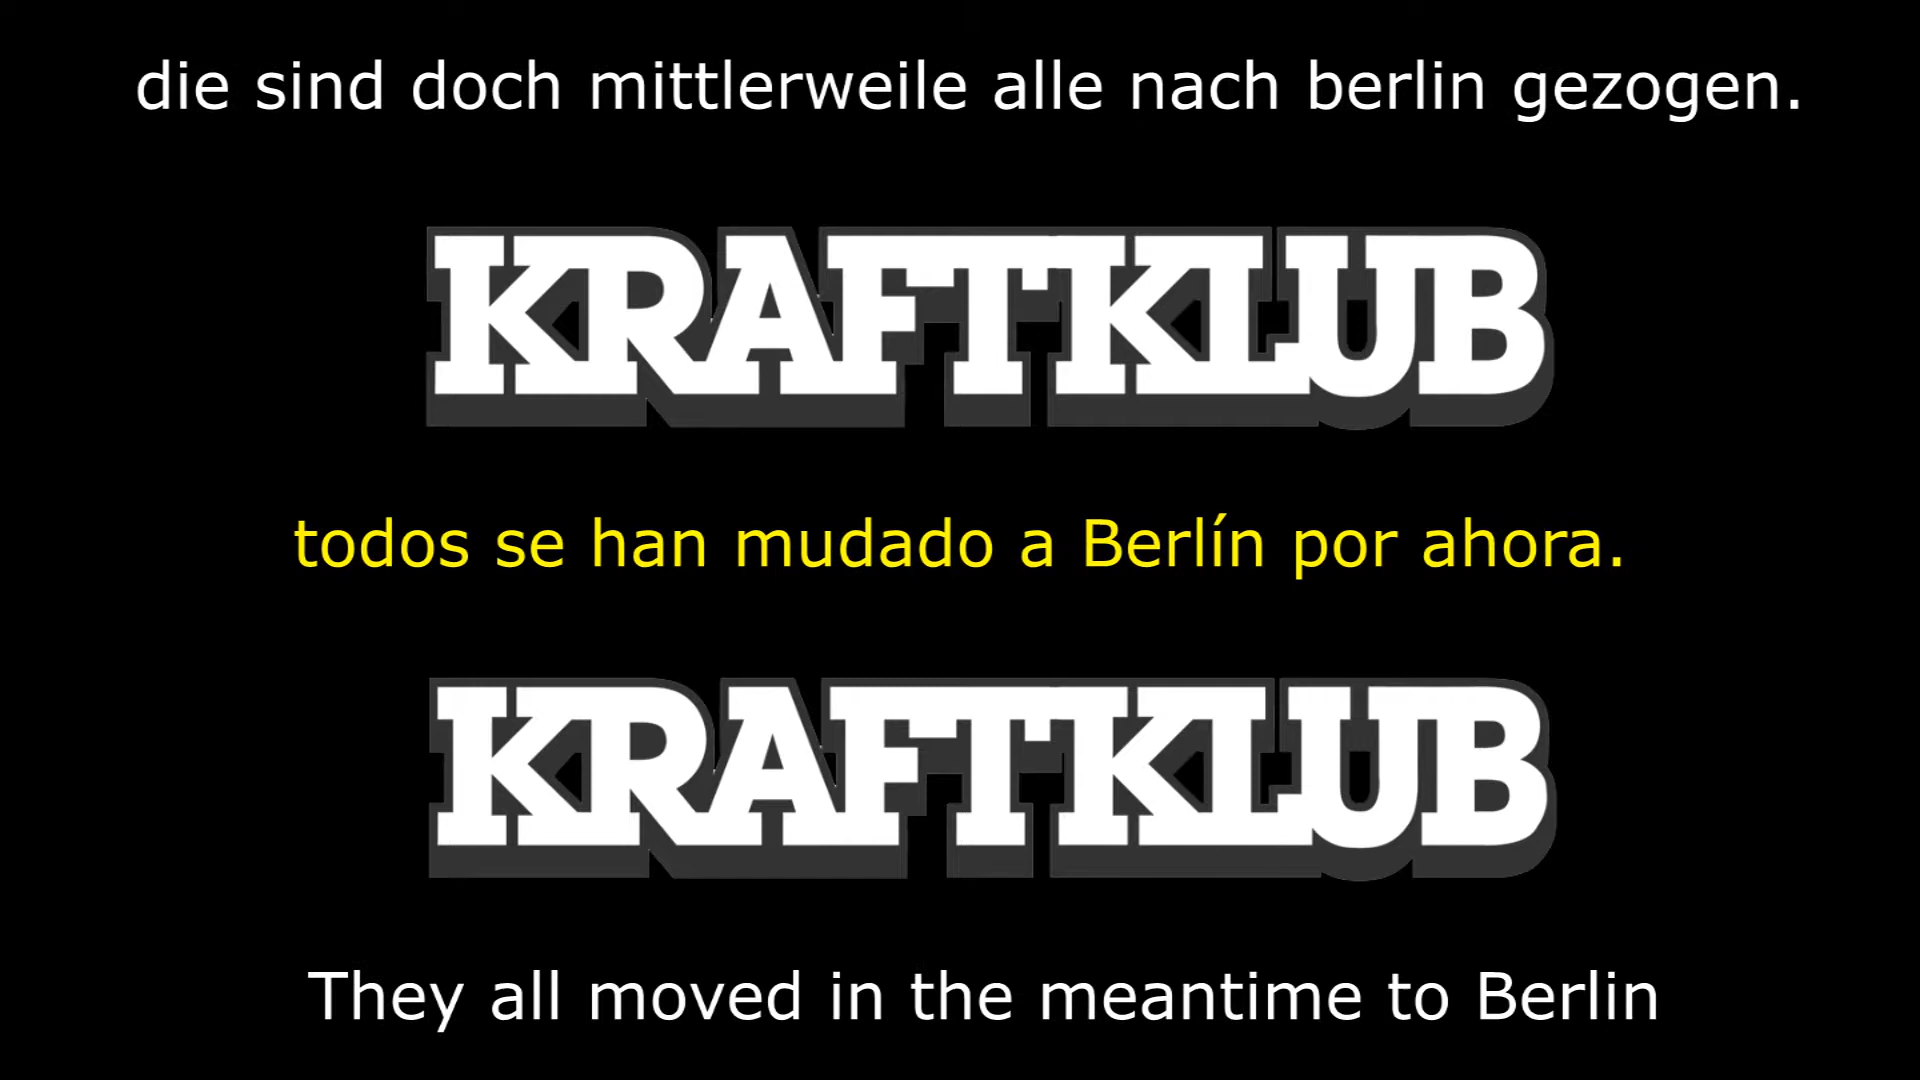 die sind doch mittlerweile alle nach berlin gezogen.
KRAFTKLUB
todos se han mudado a Berlín por ahora.
KRAFTKLUB
They all moved in the meantime to Berlin